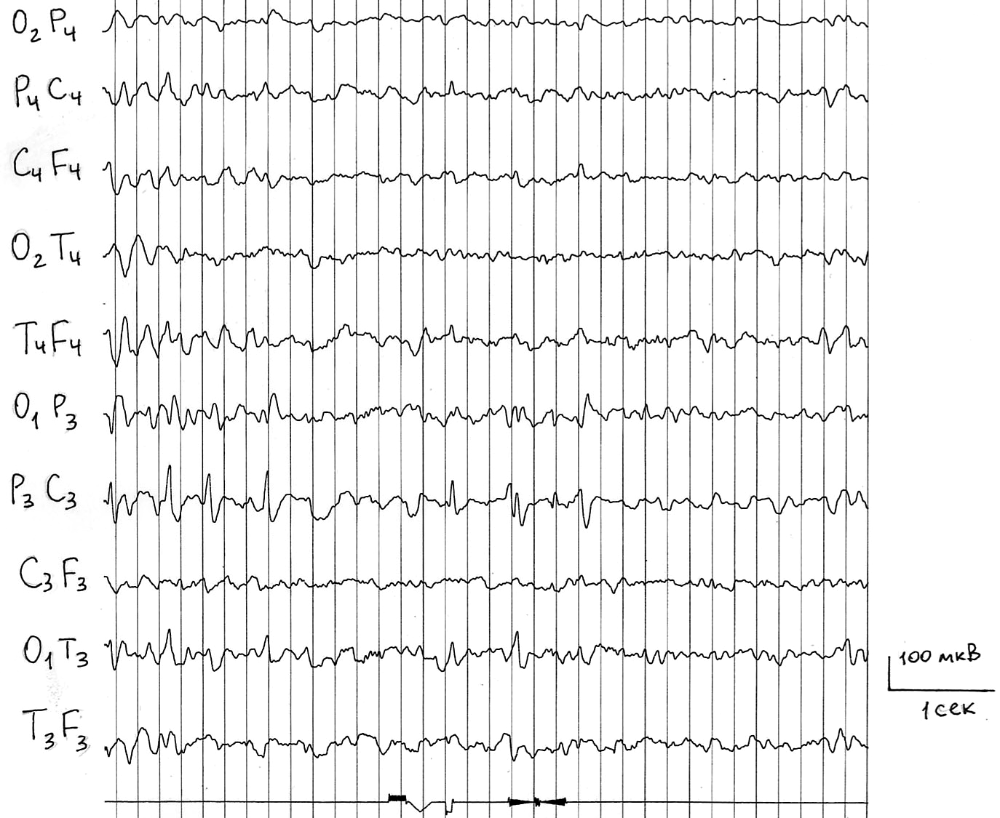 O2 P4
P4 C4
C4 F4
O2 T4
T4 F4
O1 P3
P3 C3
C3 F3
O1 T3
T3 F3
100 мкВ
1 сек